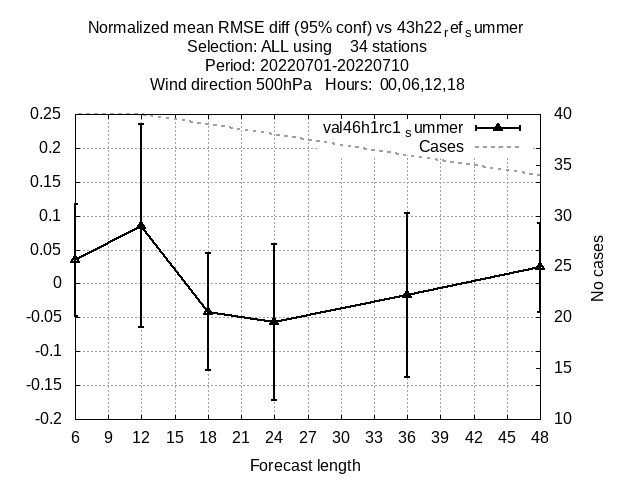 Normalized mean RMSE diff (95% conf) vs 43h22refsummer
Selection: ALL using 34 stations
Period: 20220701-20220710
Wind direction 500hPa Hours: 00,06,12,18
val46h1rc1summer
Cases
0.25
0.2
0.15
0.1
0.05
0
-0.05
-0.1
-0.15
-0.2
40
35
30
25
20
15
10
No cases
6 9 12 15 18 21 24 27 30 33 36 39 42 45 48
Forecast length